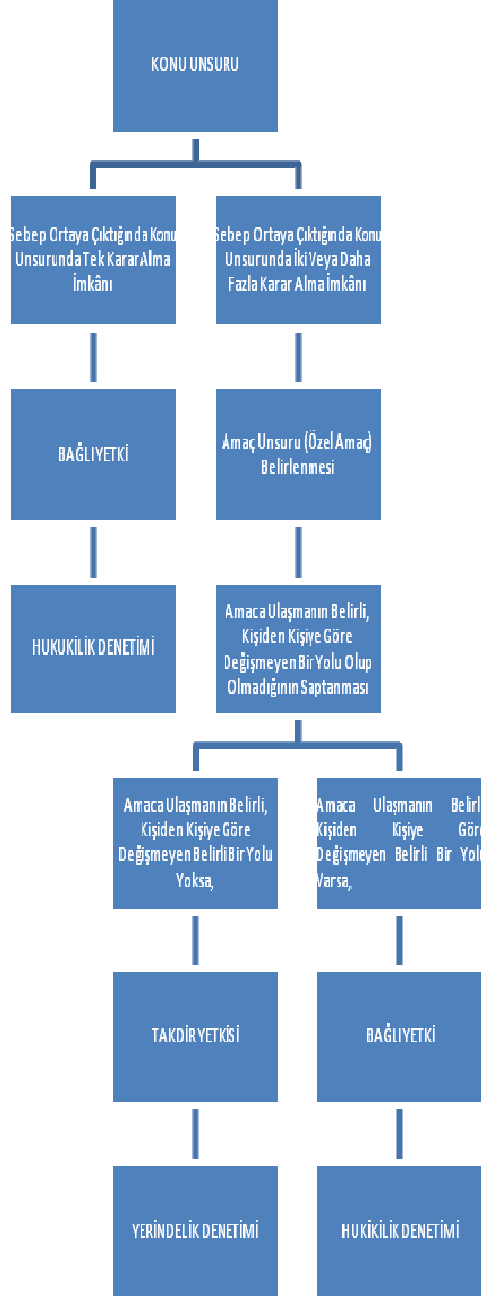 KONU UNSURU
Sebep Ortaya Çıktığında Konu
Unsurunda Tek Karar Alma
İmkânı
Sebep Ortaya Çıktığında Konu
Unsurunda İki Veya Daha
Fazla Karar Alma İmkânı
BAĞLI YETKİ
Amaç Unsuru (Özel Amaç)
Belirlenmesi
HUKUKİLİK DENETİMİ
Amaca Ulaşmanın Belirli,
Kişiden Kişiye Göre
Değişmeyen Bir Yolu Olup
Olmadığının Saptanması
Amaca Ulaşmanın Belirli,
Kişiden Kişiye Göre
Değişmeyen Belirli Bir Yolu
Yoksa,
Amaca Ulaşmanın Belirli,
Kişiden Kişiye Göre
Değişmeyen Belirli Bir Yolu
Varsa,
TAKDİR YETKİSİ
BAĞLI YETKİ
YERİNDELİK DENETİMİ
HUKİKİLİK DENETİMİ